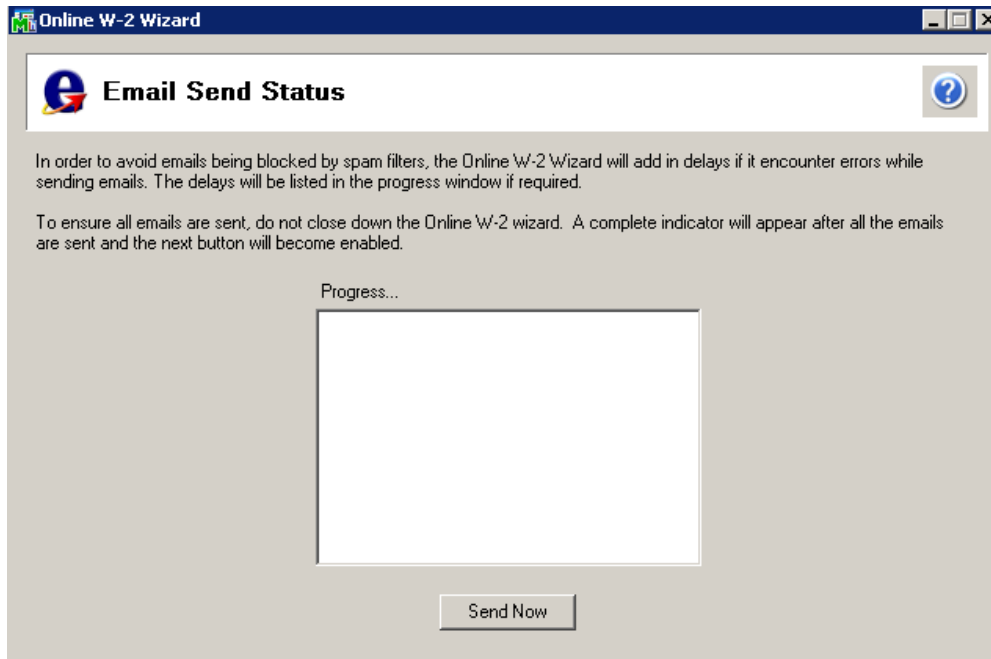 Online W-2 Wizard
Email Send Status
In order to avoid emails being blocked by spam filters, the Online W-2 Wizard will add in delays if it encounter errors while
sending emails. The delays will be listed in the progress window if required.
To ensure all emails are sent, do not close down the Online W-2 wizard.  A complete indicator will appear after all the emails
are sent and the next button will become enabled.
Progress...
Send Now